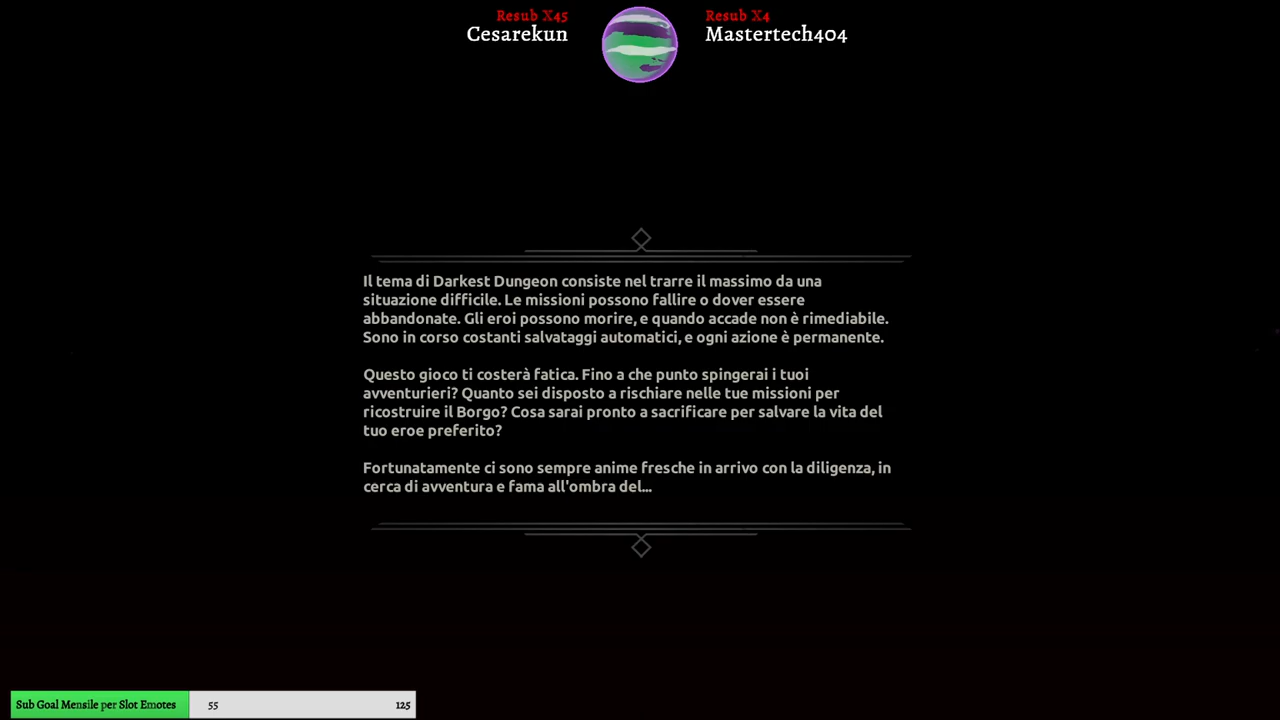 Resub X45
Cesarekun
Resub X4
Mastertech404
Il tema di Darkest Dungeon consiste nel trarre il massimo da una
situazione difficile. Le missioni possono fallire o dover essere
abbandonate. Gli eroi possono morire, e quando accade non è rimediabile.
Sono in corso costanti salvataggi automatici, e ogni azione è permanente.
Questo gioco ti costerà fatica. Fino a che punto spingerai i tuoi
avventurieri? Quanto sei disposto a rischiare nelle tue missioni per
ricostruire il Borgo? Cosa sarai pronto a sacrificare per salvare la vita del
tuo eroe preferito?
Fortunatamente ci sono sempre anime fresche in arrivo con la diligenza, in
cerca di avventura e fama all'ombra del...
Sub Goal Mensile per Slot Emotes 55 125